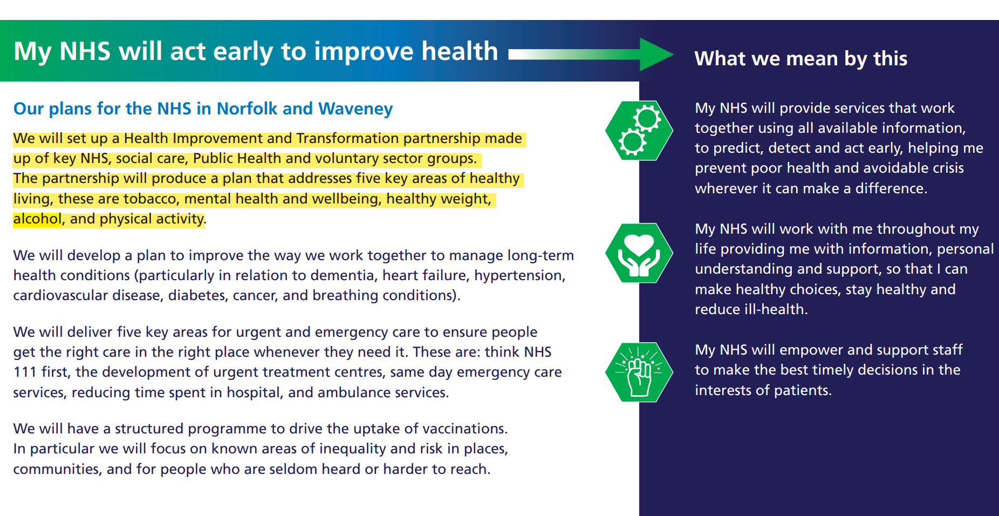 My NHS will act early to improve health
What we mean by this
Our plans for the NHS in Norfolk and Waveney
We will set up a Health Improvement and Transformation partnership made
up of key NHS, social care, Public Health and voluntary sector groups.
The partnership will produce a plan that addresses five key areas of healthy
living, these are tobacco, mental health and wellbeing, healthy weight,
alcohol, and physical activity.
We will develop a plan to improve the way we work together to manage long-term
health conditions (particularly in relation to dementia, heart failure, hypertension,
cardiovascular disease, diabetes, cancer, and breathing conditions).
We will deliver five key areas for urgent and emergency care to ensure people
get the right care in the right place whenever they need it. These are: think NHS
111 first, the development of urgent treatment centres, same day emergency care
services, reducing time spent in hospital, and ambulance services.
We will have a structured programme to drive the uptake of vaccinations.
In particular we will focus on known areas of inequality and risk in places,
communities, and for people who are seldom heard or harder to reach.
My NHS will provide services that work
together using all available information,
to predict, detect and act early, helping me
prevent poor health and avoidable crisis
wherever it can make a difference.
My NHS will work with me throughout my
life providing me with information, personal
understanding and support, so that I can
make healthy choices, stay healthy and
reduce ill-health.
My NHS will empower and support staff
to make the best timely decisions in the
interests of patients.